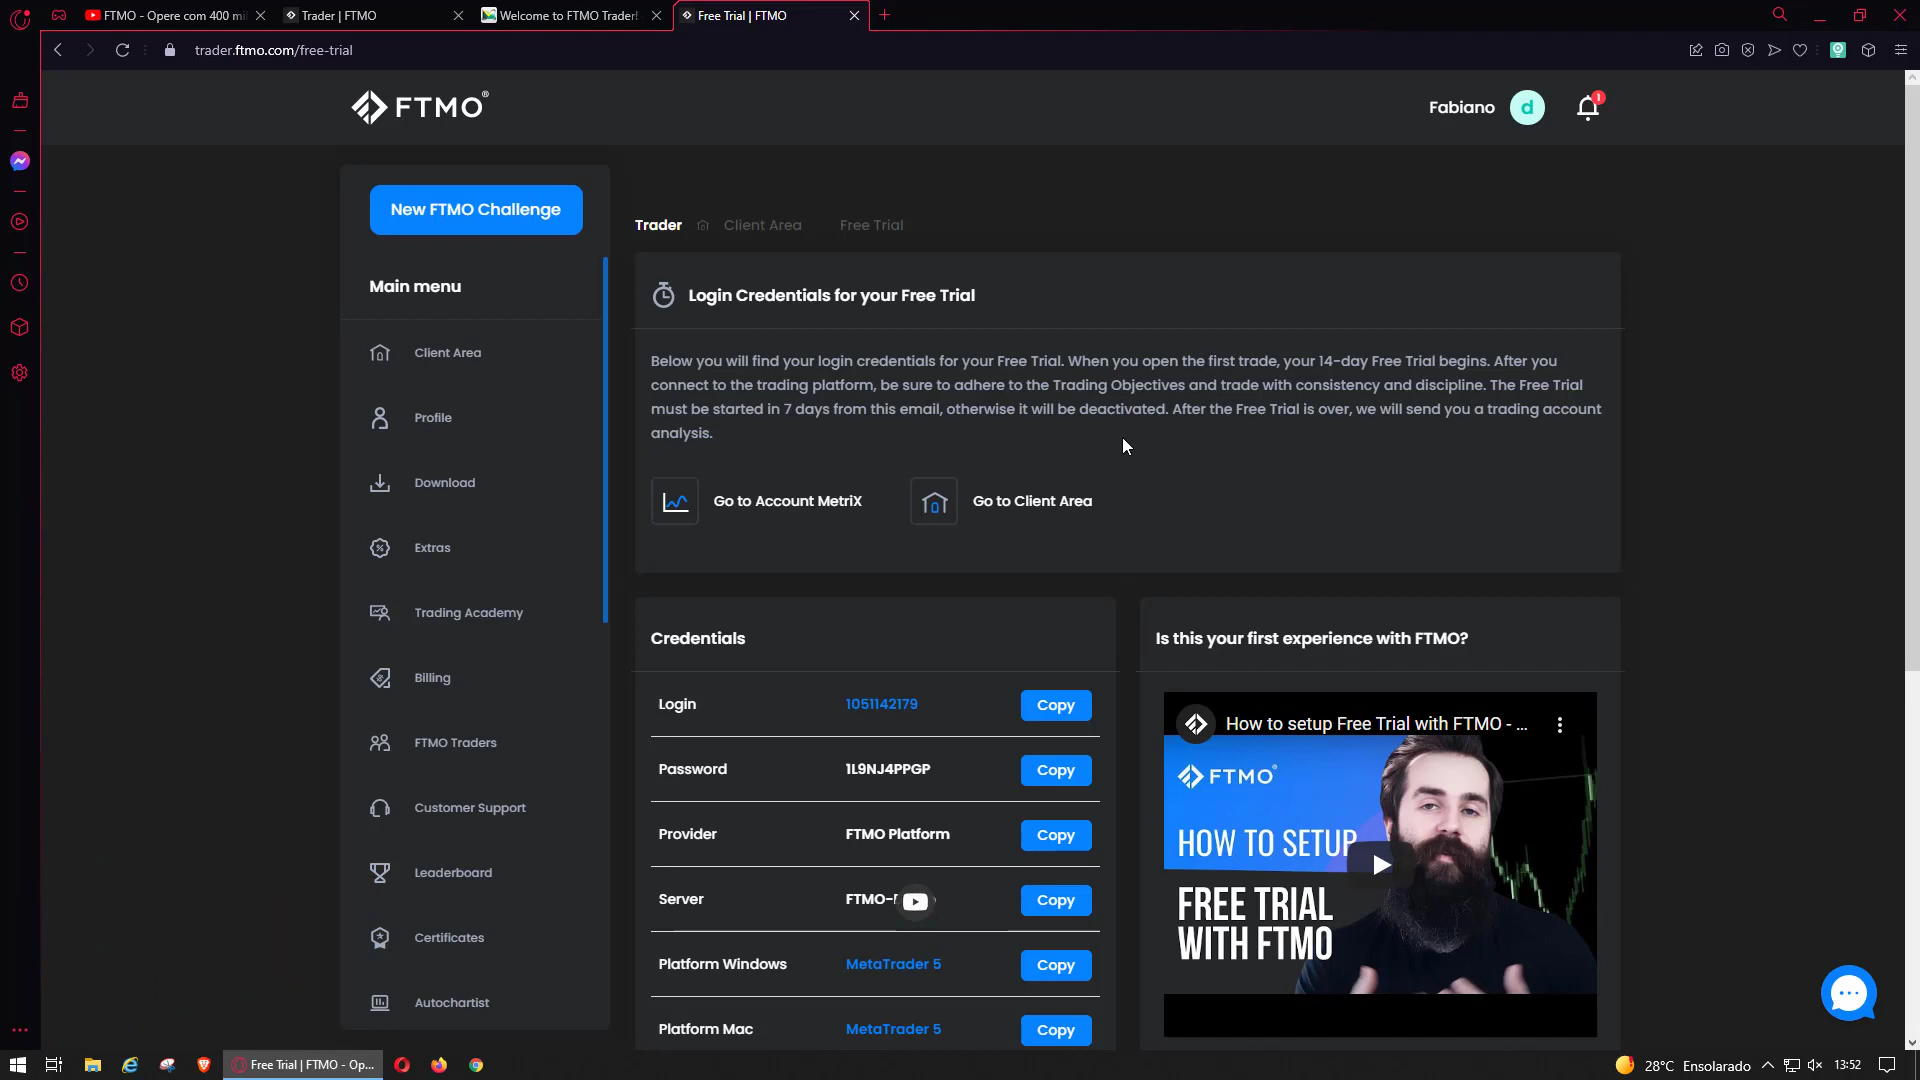 FTMO - Opere com 400 mi
Trader | FTMO
Welcome to FTMO Trader!
Free Trial | FTMO
trader.ftmo.com/free-trial
FTMO®
Fabiano
d
1
New FTMO Challenge
Main menu
Client Area
Profile
Download
Extras
Trading Academy
Billing
FTMO Traders
Customer Support
Leaderboard
Certificates
Autochartist
Trader Client Area Free Trial
Login Credentials for your Free Trial
Below you will find your login credentials for your Free Trial. When you open the first trade, your 14-day Free Trial begins. After you
connect to the trading platform, be sure to adhere to the Trading Objectives and trade with consistency and discipline. The Free Trial
must be started in 7 days from this email, otherwise it will be deactivated. After the Free Trial is over, we will send you a trading account
analysis.
Go to Account MetriX
Go to Client Area
Credentials
Login 1051142179 Copy
Password 1L9NJ4PPGP Copy
Provider FTMO Platform Copy
Server FTMO- Copy
Platform Windows MetaTrader 5 Copy
Platform Mac MetaTrader 5 Copy
Is this your first experience with FTMO?
How to setup Free Trial with FTMO - ...
FTMO®
HOW TO SETUP
FREE TRIAL
WITH FTMO
Free Trial | FTMO - Op...
28°C Ensolarado
13:52